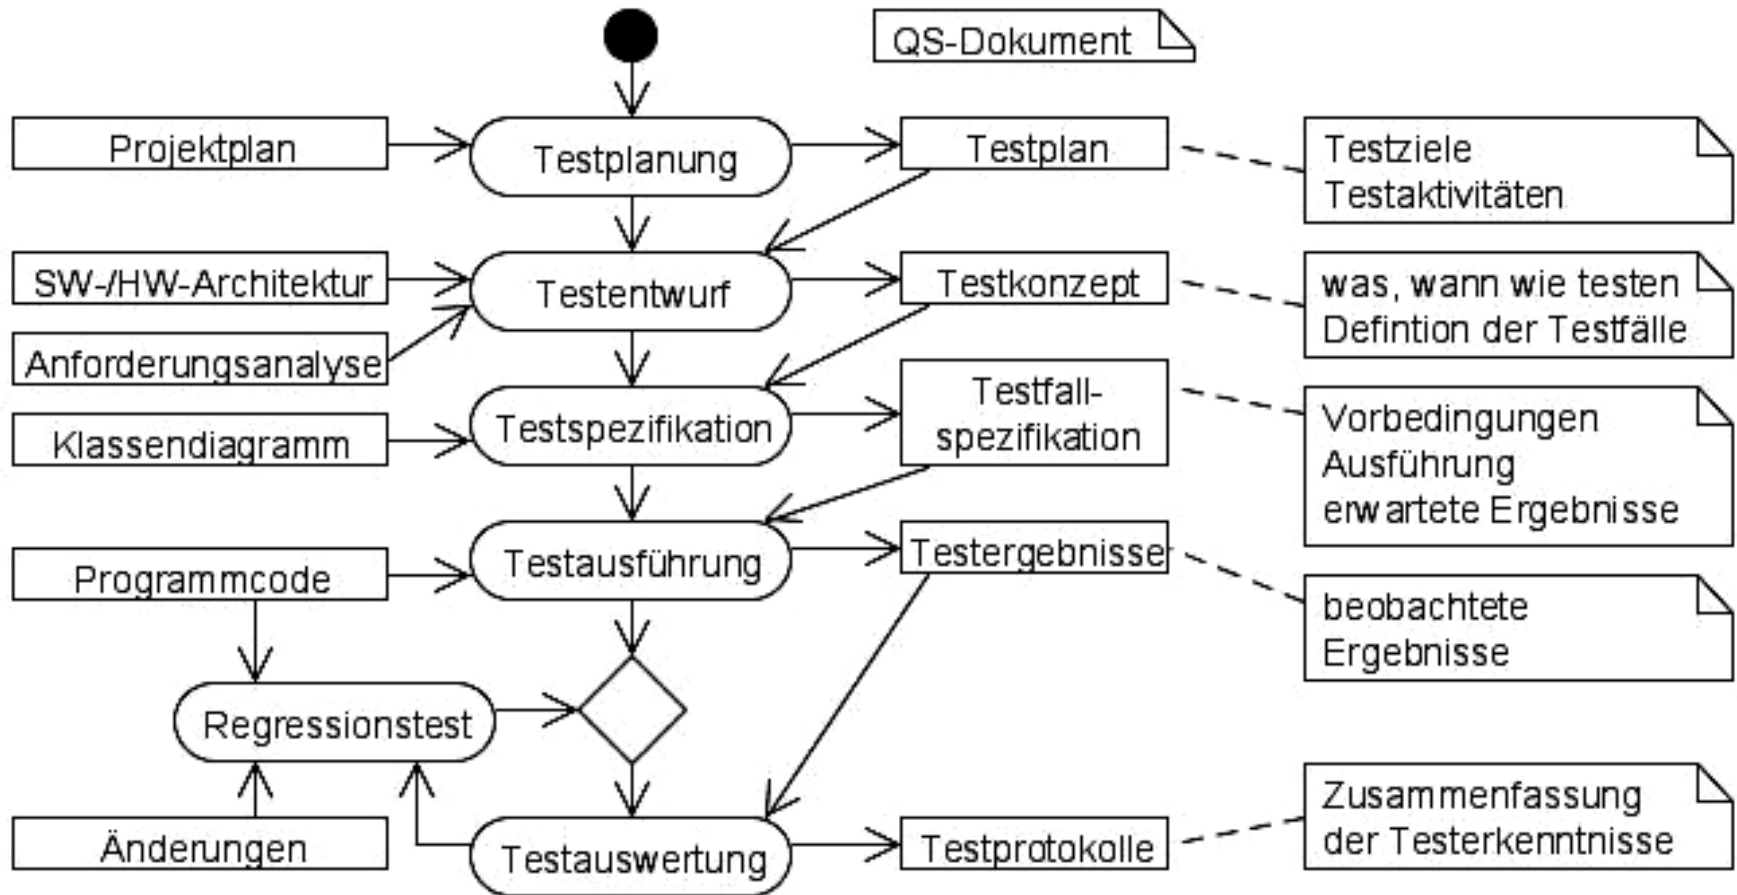 QS-Dokument
Projektplan
Testplanung
Testplan
Testziele
Testaktivitäten
SW-/HW-Architektur
Testentwurf
Testkonzept
was, wann wie testen
Defintion der Testfälle
Anforderungsanalyse
Klassendiagramm
Testspezifikation
Testfall-
spezifikation
Vorbedingungen
Ausführung
erwartete Ergebnisse
Programmcode
Testausführung
Testergebnisse
beobachtete
Ergebnisse
Regressionstest
Änderungen
Testauswertung
Testprotokolle
Zusammenfassung
der Testerkenntnisse